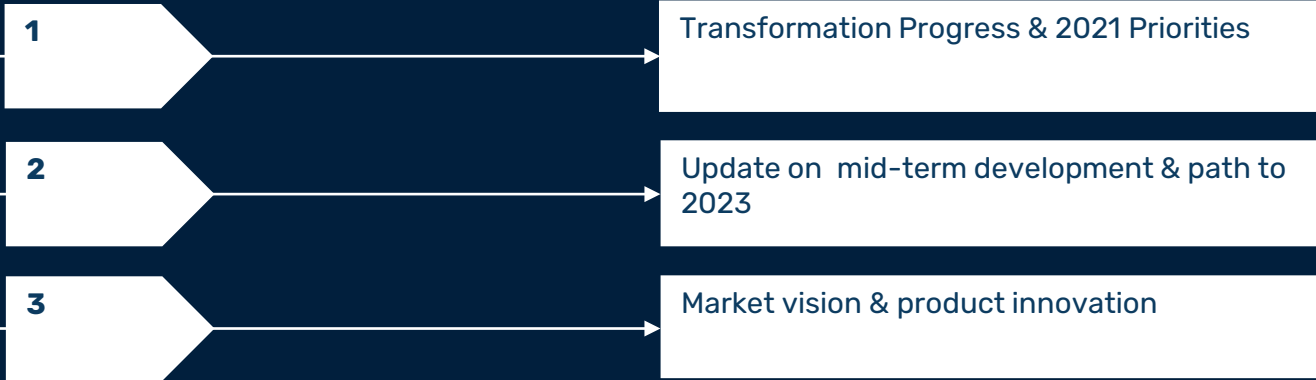 1
Transformation Progress & 2021 Priorities
2
Update on  mid-term development & path to
2023
3
Market vision & product innovation